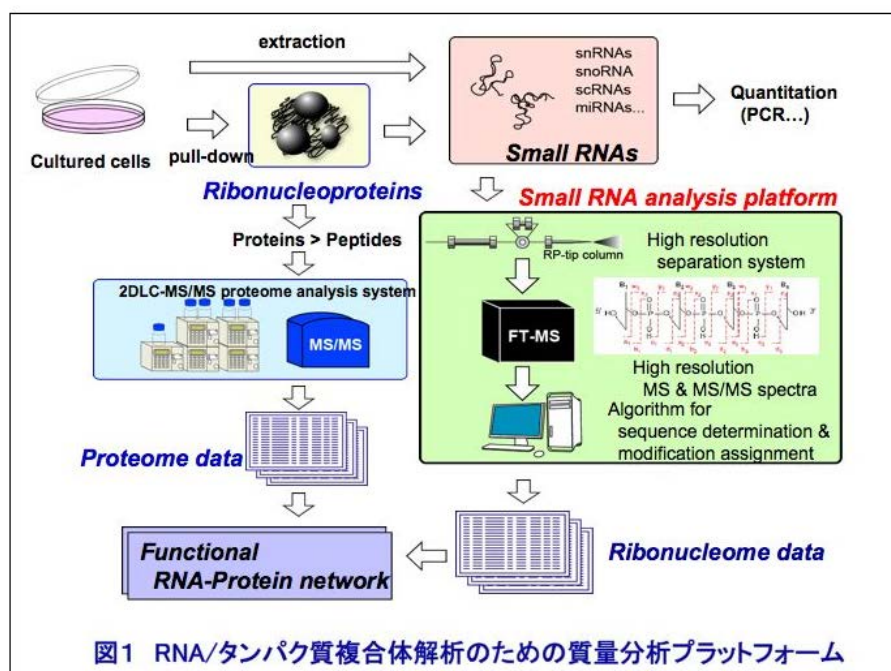 extraction
snRNAs
snoRNA
scRNAs
miRNAs...
Small RNAs
Quantitation
(PCR...)
Cultured cells
pull-down
Ribonucleoproteins
Small RNA analysis platform
Proteins > Peptides
2DLC-MS/MS proteome analysis system
MS/MS
RP-tip column
High resolution
separation system
FT-MS
High resolution
MS & MS/MS spectra
Algorithm for
sequence determination &
modification assignment
Proteome data
Functional
RNA-Protein network
Ribonucleome data
図1 RNA/タンパク質複合体解析のための質量分析プラットフォーム